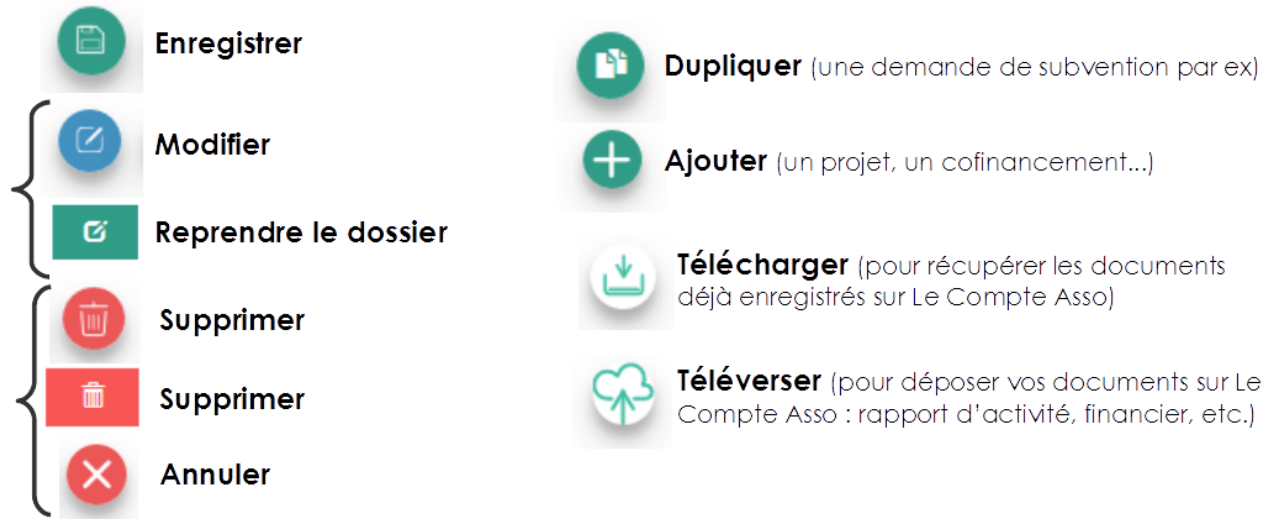 Enregistrer
Modifier
Reprendre le dossier
Supprimer
Supprimer
Annuler
Dupliquer (une demande de subvention par ex)
Ajouter (un projet, un cofinancement...)
Télécharger (pour récupérer les documents
déjà enregistrés sur Le Compte Asso)
Téléverser (pour déposer vos documents sur Le
Compte Asso : rapport d'activité, financier, etc.)